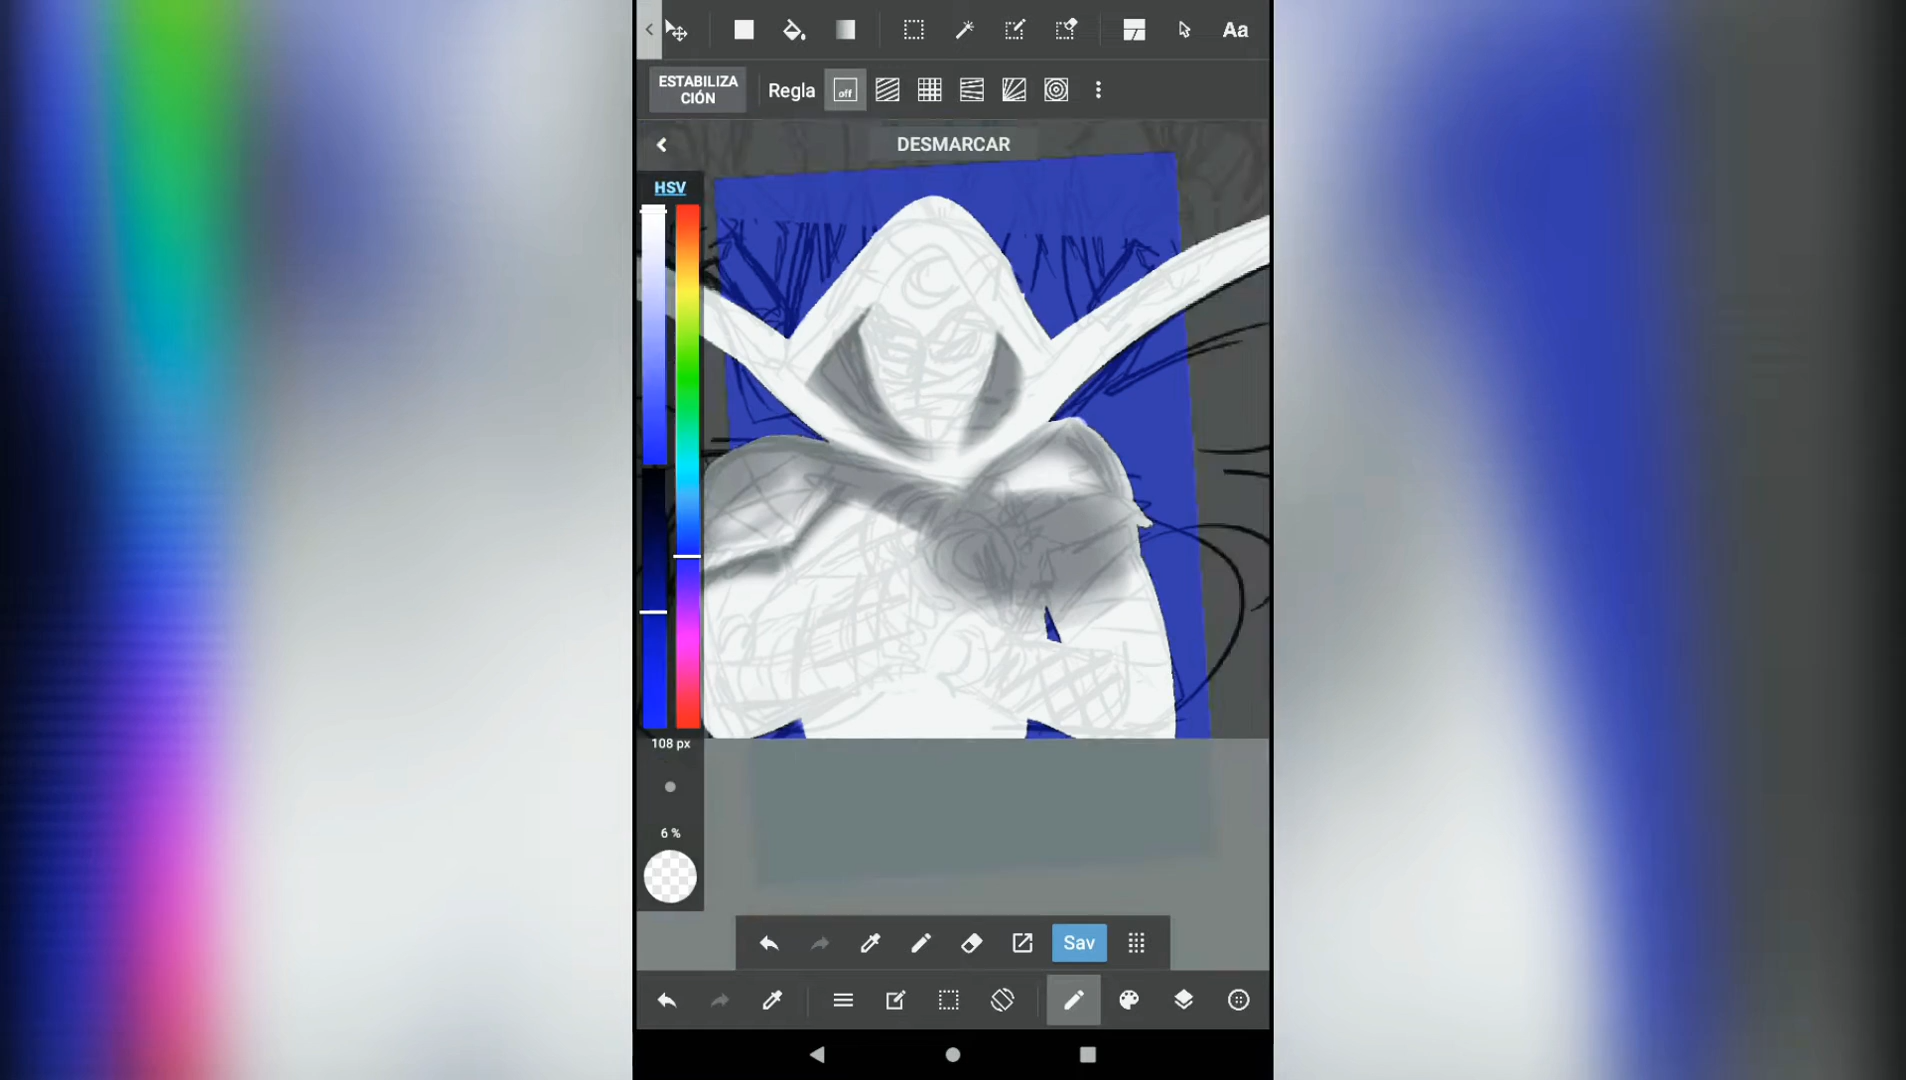 Aa
ESTABILIZA
CIÓN
Regla
off
DESMARCAR
HSV
108 px
6 %
Sav